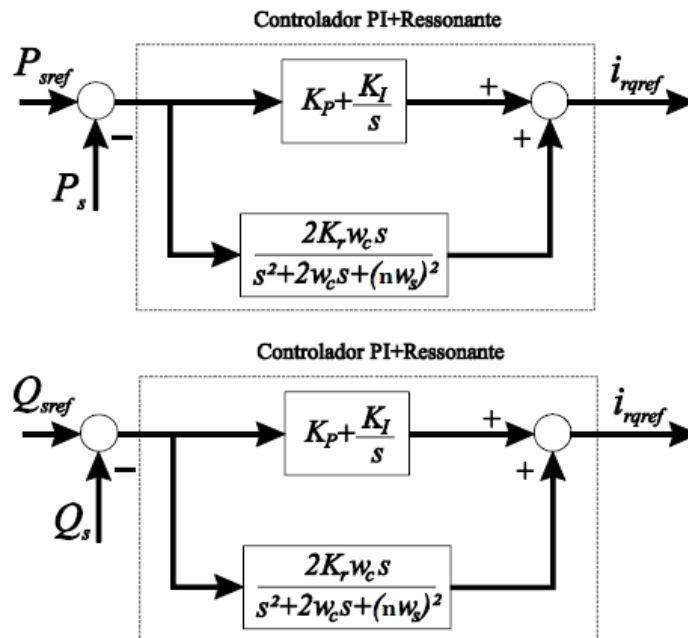 Controlador PI+Ressonante
P_sref
K_P+K_I/s
+
i_rqref
−
+
P_s
2K_r w_c s
s²+2w_c s+(nw_s)²
Controlador PI+Ressonante
Q_sref
K_P+K_I/s
+
i_rqref
−
+
Q_s
2K_r w_c s
s²+2w_c s+(nw_s)²